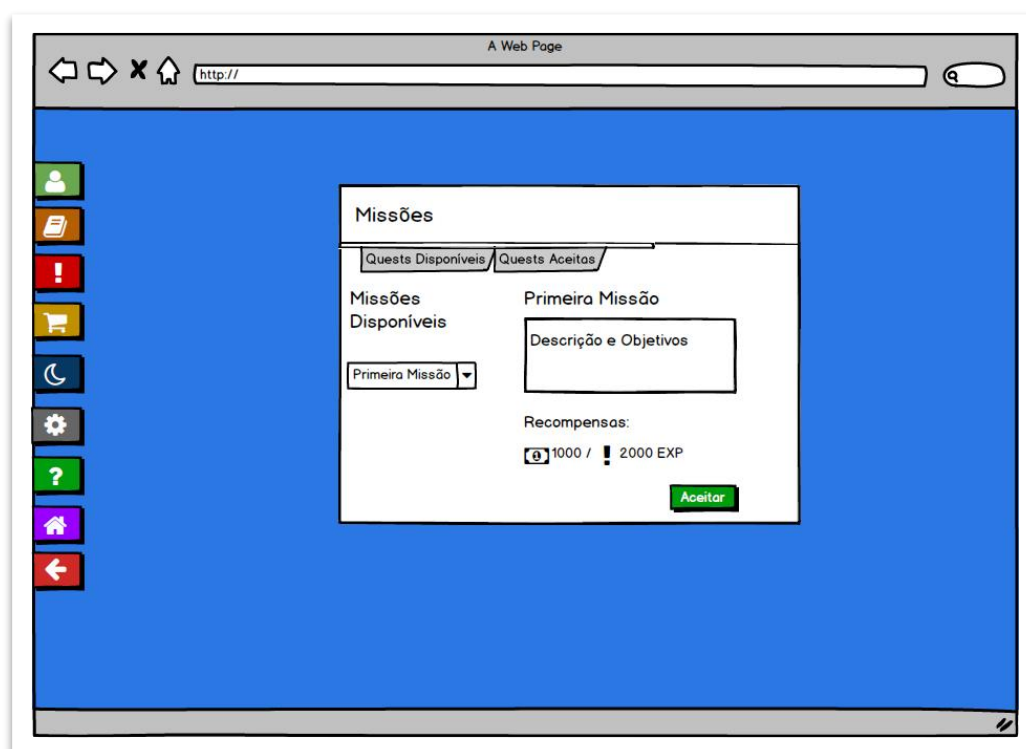 A Web Page
http://
Missões
Quests Disponíveis
Quests Aceitas
Missões
Disponíveis
Primeira Missão
Primeira Missão
Descrição e Objetivos
Recompensas:
1000 / ! 2000 EXP
Aceitar
!
?